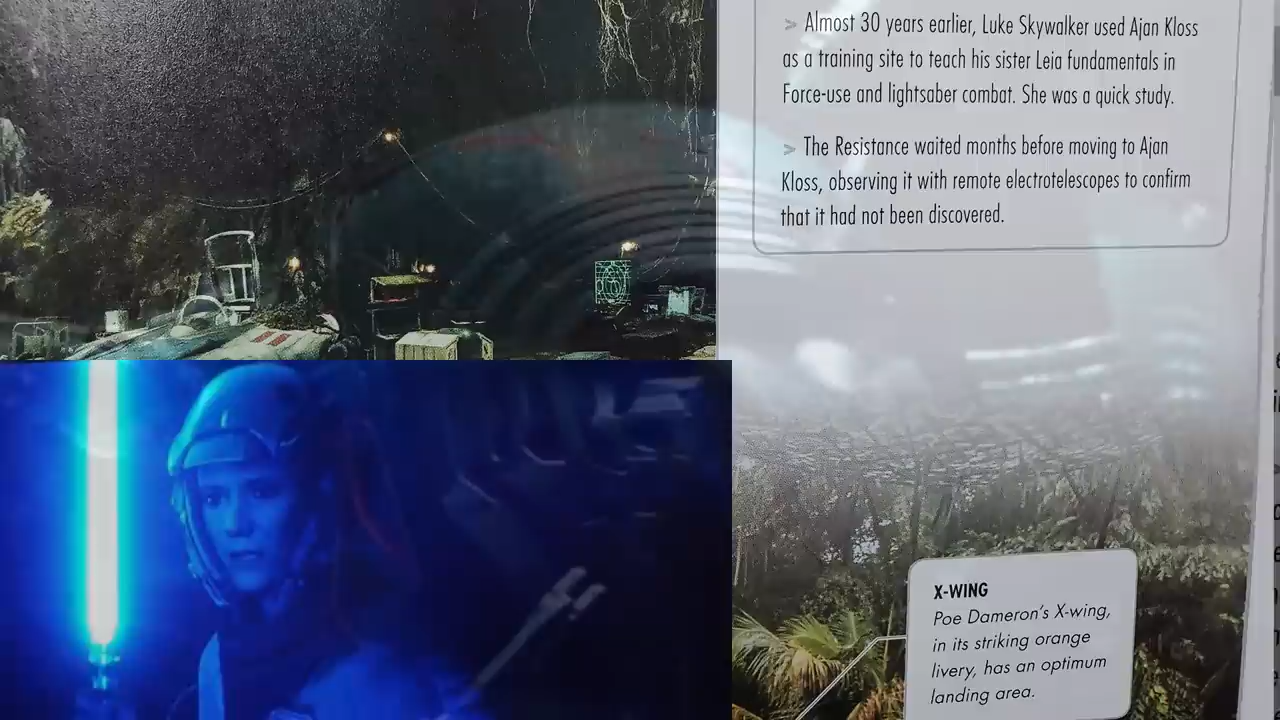 > Almost 30 years earlier, Luke Skywalker used Ajan Kloss
as a training site to teach his sister Leia fundamentals in
Force-use and lightsaber combat. She was a quick study.
> The Resistance waited months before moving to Ajan
Kloss, observing it with remote electrotelescopes to confirm
that it had not been discovered.
X-WING
Poe Dameron's X-wing,
in its striking orange
livery, has an optimum
landing area.